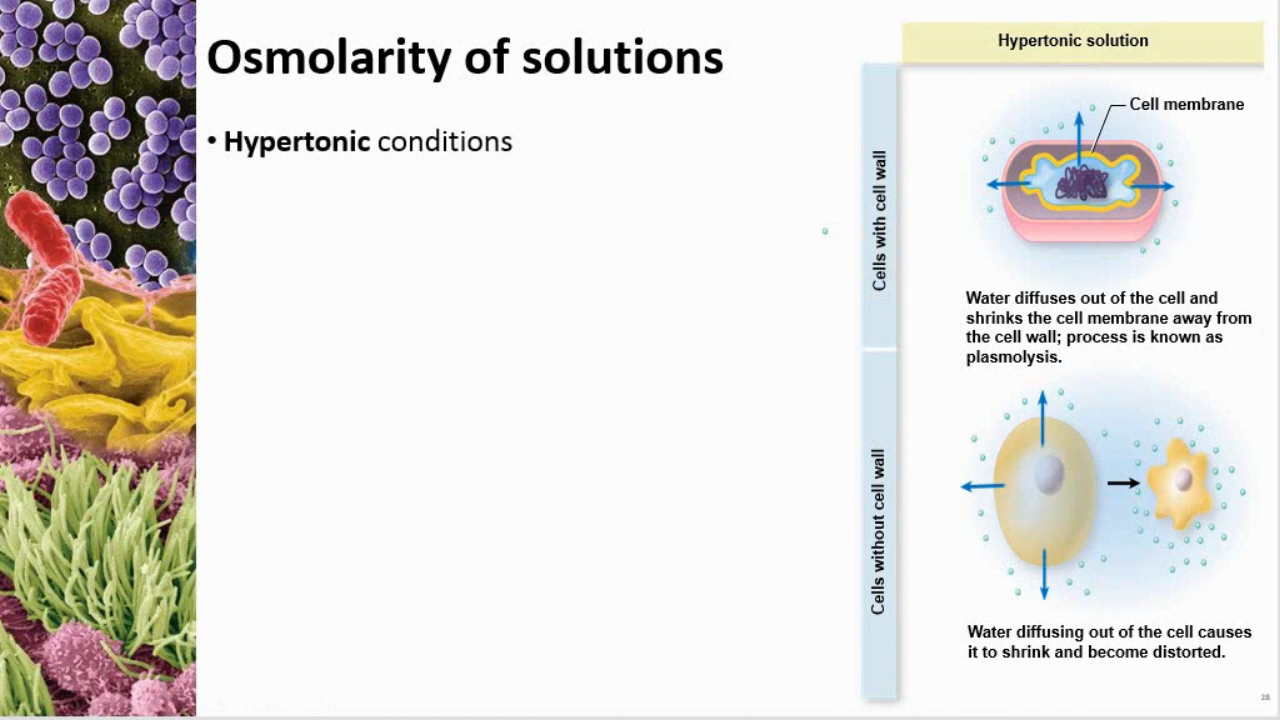 Osmolarity of solutions
• Hypertonic conditions
Hypertonic solution
Cells with cell wall
Cell membrane
Water diffuses out of the cell and
shrinks the cell membrane away from
the cell wall; process is known as
plasmolysis.
Cells without cell wall
Water diffusing out of the cell causes
it to shrink and become distorted.